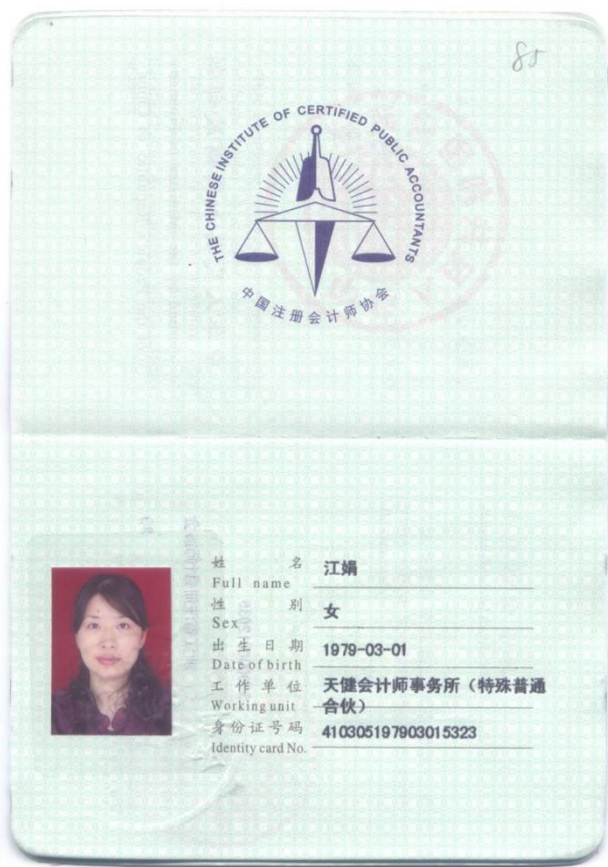 85
THE CHINESE INSTITUTE OF CERTIFIED PUBLIC ACCOUNTANTS
中国注册会计师协会
姓 名 江娟
Full name
性 别 女
Sex
出生日期 1979-03-01
Date of birth
工作单位 天健会计师事务所（特殊普通
Working unit 合伙）
身份证号码 410305197903015323
Identity card No.